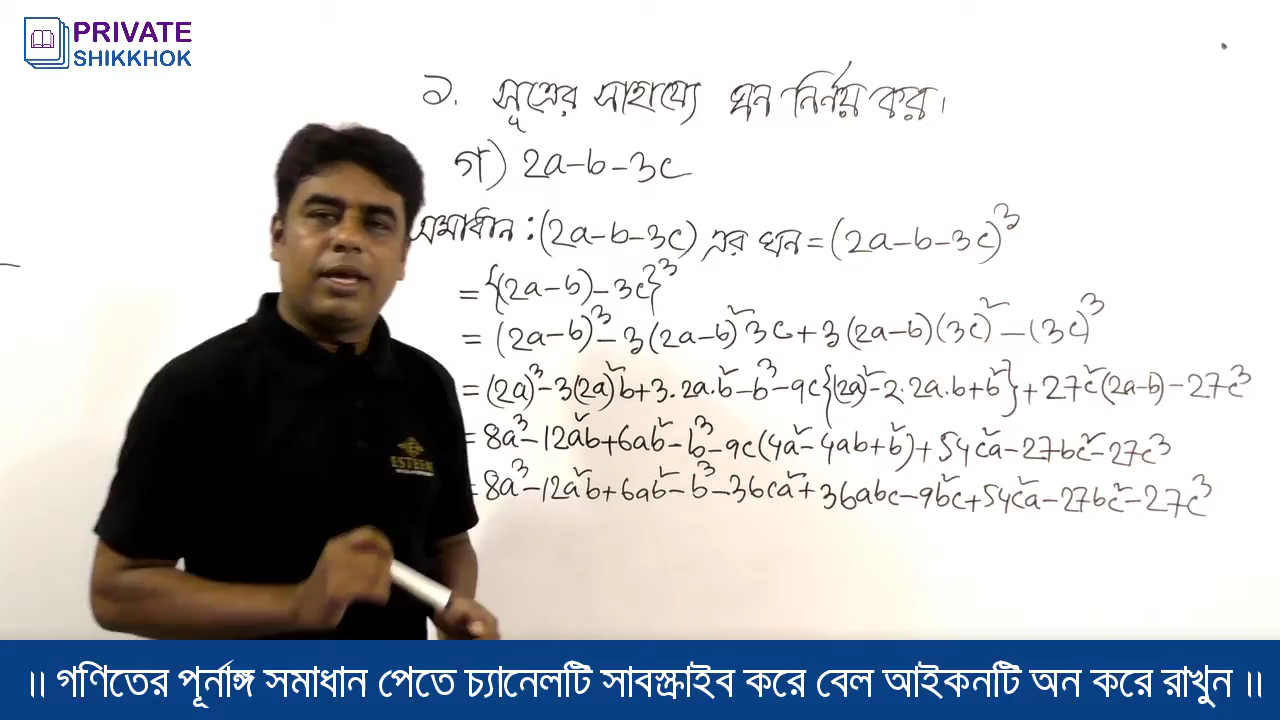 PRIVATE
SHIKKHOK
১. সূত্রের সাহায্যে ঘন নির্নয় কর।
গ) 2a-b-3c
সমাধান : (2a-b-3c) এর ঘন = (2a-b-3c)³
= {(2a-b)-3c}³
= (2a-b)³-3(2a-b)²3c+3(2a-b)(3c)²-(3c)³
= (2a)³-3(2a)²b+3.2a.b²-b³-9c{(2a)²-2.2a.b+b²}+27c²(2a-b)-27c³
= 8a³-12a²b+6ab²-b³-9c(4a²-4ab+b²)+54c²a-27bc²-27c³
= 8a³-12a²b+6ab²-b³-36ca²+36abc-9b²c+54c²a-27bc²-27c³
ESTEEM
॥ গণিতের পূর্নাঙ্গ সমাধান পেতে চ্যানেলটি সাবস্ক্রাইব করে বেল আইকনটি অন করে রাখুন ॥